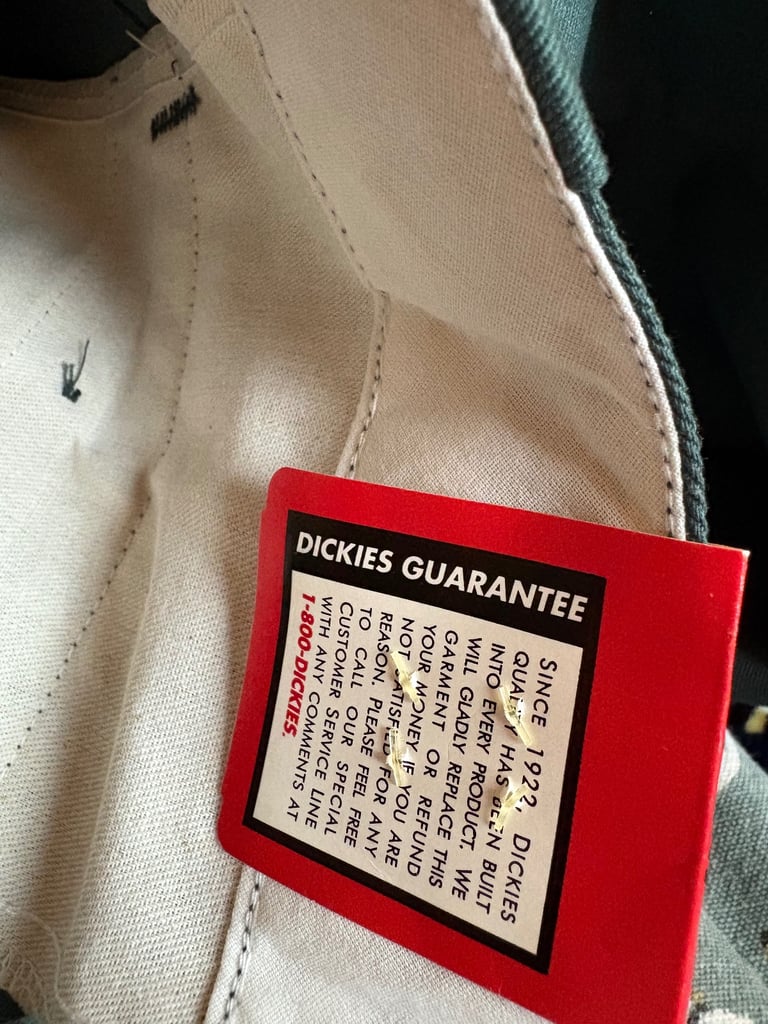 DICKIES GUARANTEE
SINCE 1922, DICKIES
QUALITY HAS BEEN BUILT
INTO EVERY PRODUCT. WE
WILL GLADLY REPLACE THIS
GARMENT OR REFUND
YOUR MONEY IF YOU ARE
NOT SATISFIED FOR ANY
REASON. PLEASE FEEL FREE
TO CALL OUR SPECIAL
CUSTOMER SERVICE LINE
WITH ANY COMMENTS AT
1-800-DICKIES.